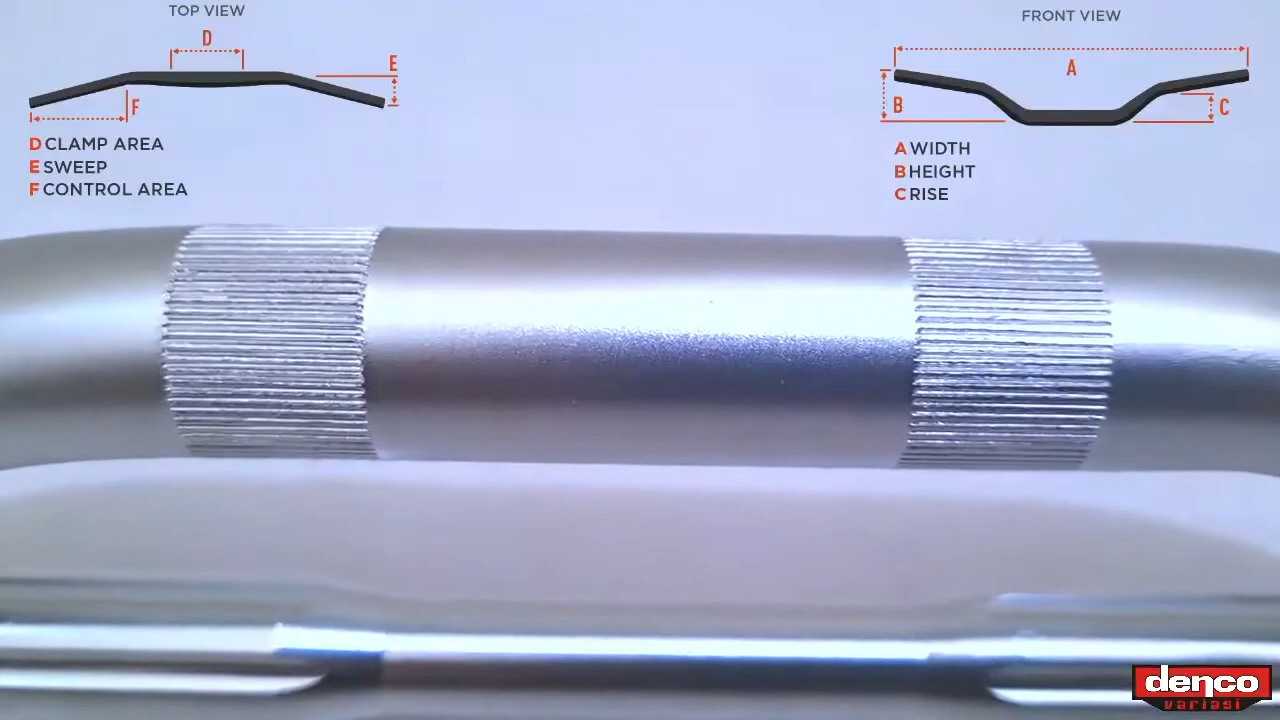 TOP VIEW
D
E
F
D CLAMP AREA
E SWEEP
F CONTROL AREA
FRONT VIEW
A
B
C
A WIDTH
B HEIGHT
C RISE
denco
variasi